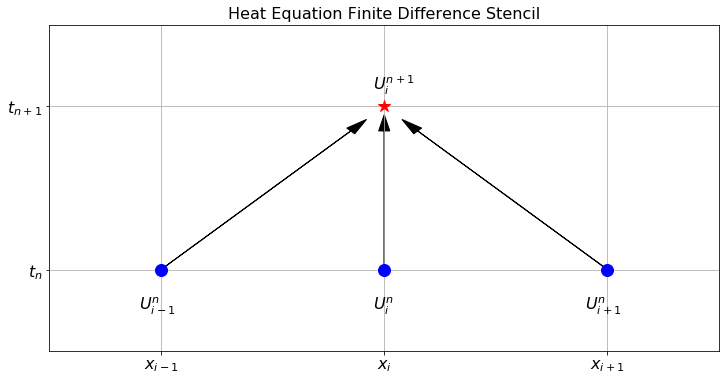 Heat Equation Finite Difference Stencil
U_i^{n+1}
t_{n+1}
t_n
U_{i-1}^n U_i^n U_{i+1}^n
x_{i-1} x_i x_{i+1}